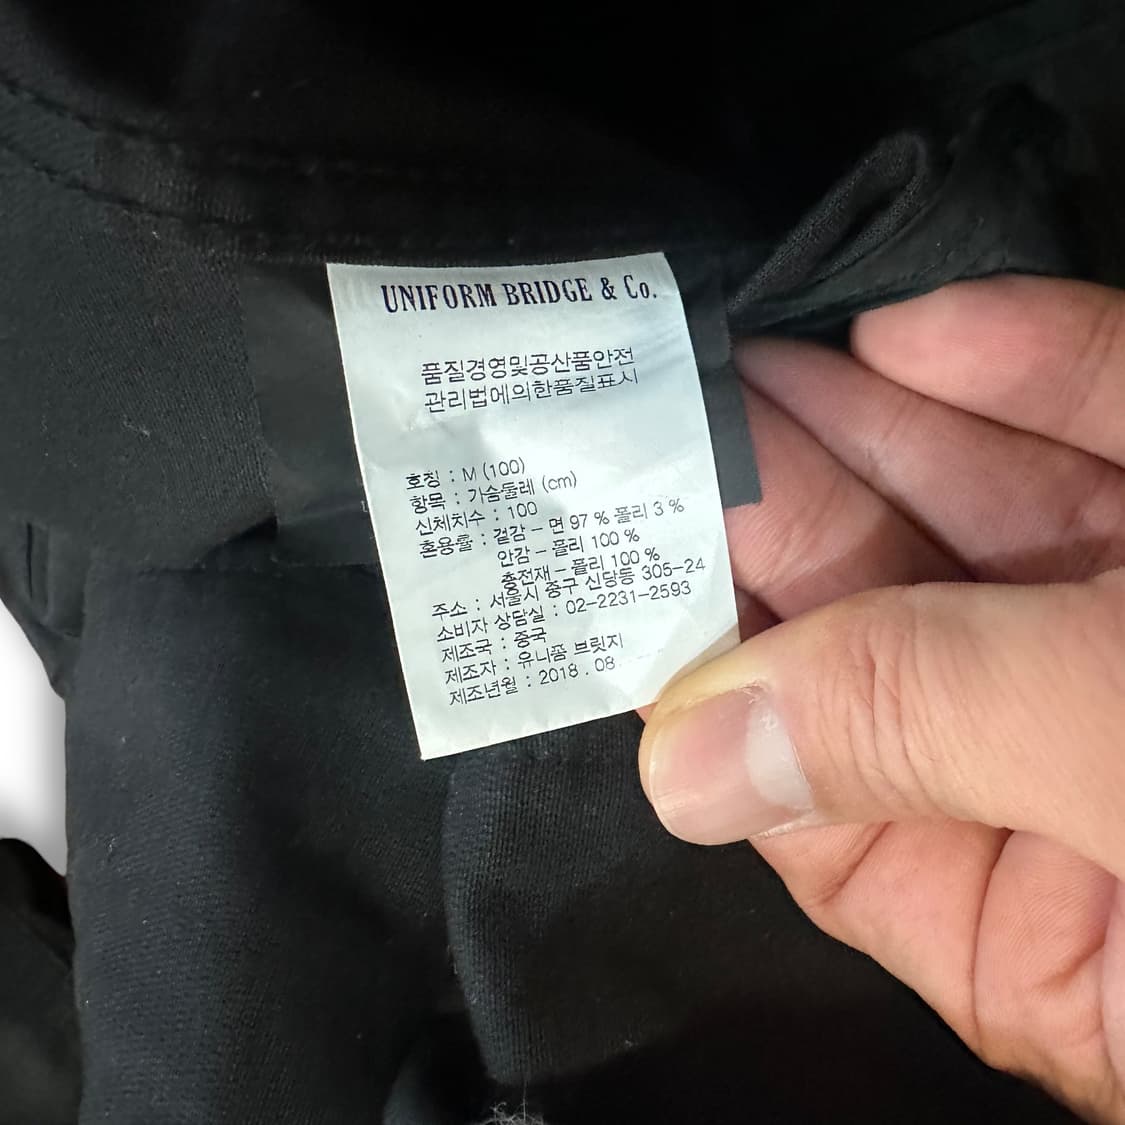 UNIFORM BRIDGE & Co.
품질경영및공산품안전
관리법에의한품질표시
호칭 : M (100)
항목 : 가슴둘레 (cm)
신체치수 : 100
혼용률 : 겉감 - 면 97 % 폴리 3 %
안감 - 폴리 100 %
충전재 - 폴리 100 %
주소 : 서울시 중구 신당동 305-24
소비자 상담실 : 02-2231-2593
제조국 : 중국
제조자 : 유니폼 브릿지
제조년월 : 2018 . 08